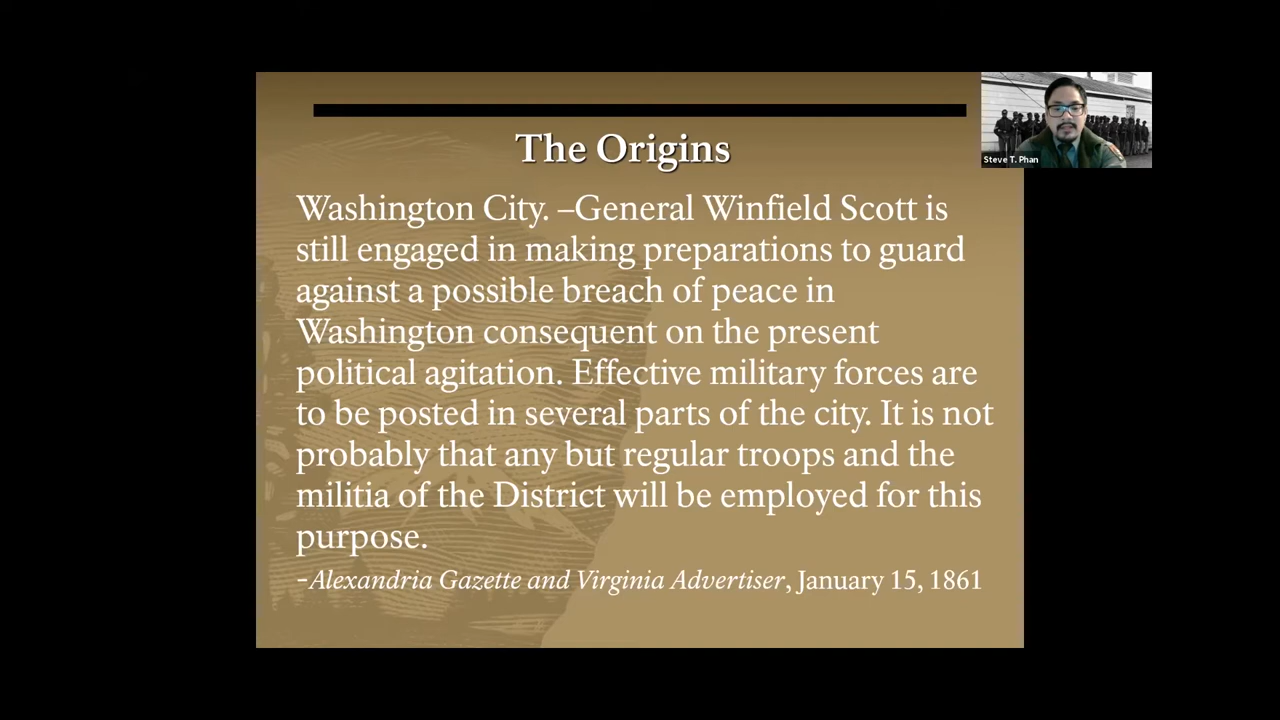 The Origins
Washington City. –General Winfield Scott is
still engaged in making preparations to guard
against a possible breach of peace in
Washington consequent on the present
political agitation. Effective military forces are
to be posted in several parts of the city. It is not
probably that any but regular troops and the
militia of the District will be employed for this
purpose.
–Alexandria Gazette and Virginia Advertiser, January 15, 1861
Steve T. Phan